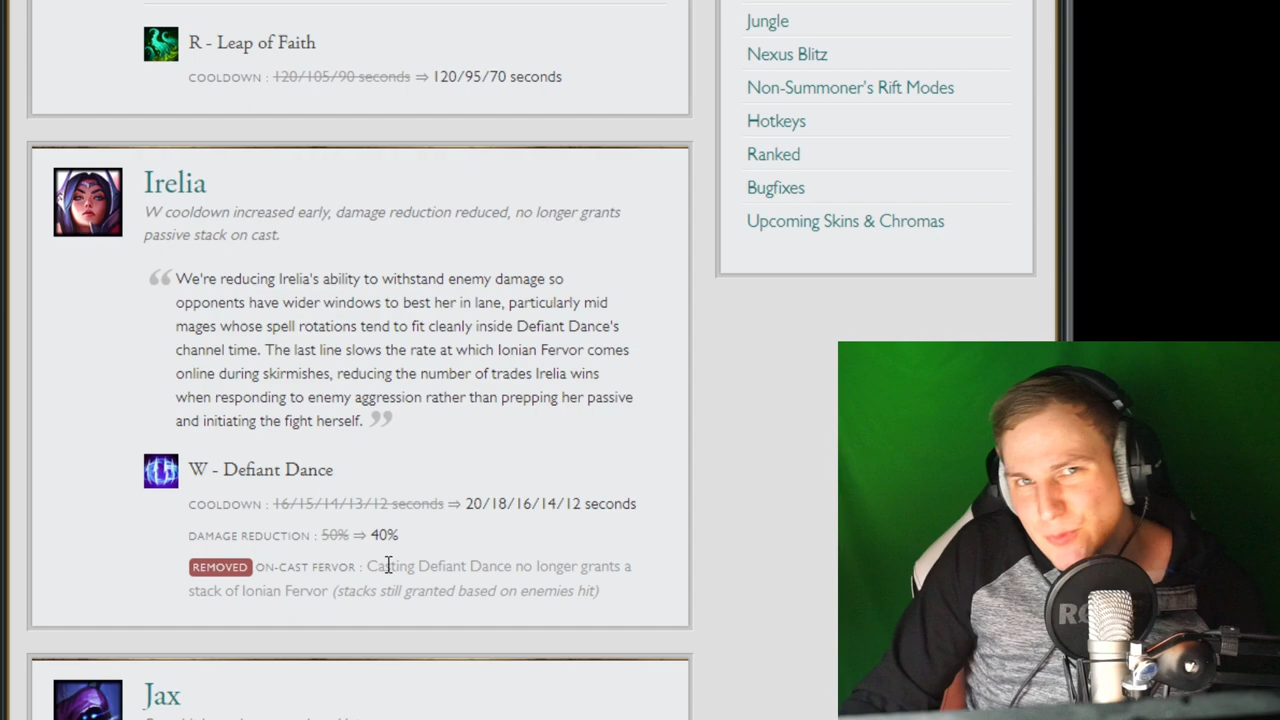 R - Leap of Faith
COOLDOWN : 120/105/90 seconds ⇒ 120/95/70 seconds
Irelia
W cooldown increased early, damage reduction reduced, no longer grants
passive stack on cast.
“We're reducing Irelia's ability to withstand enemy damage so
opponents have wider windows to best her in lane, particularly mid
mages whose spell rotations tend to fit cleanly inside Defiant Dance's
channel time. The last line slows the rate at which Ionian Fervor comes
online during skirmishes, reducing the number of trades Irelia wins
when responding to enemy aggression rather than prepping her passive
and initiating the fight herself.”
W - Defiant Dance
COOLDOWN : 16/15/14/13/12 seconds ⇒ 20/18/16/14/12 seconds
DAMAGE REDUCTION : 50% ⇒ 40%
REMOVED ON-CAST FERVOR : Casting Defiant Dance no longer grants a
stack of Ionian Fervor (stacks still granted based on enemies hit)
Jax
Jungle
Nexus Blitz
Non-Summoner's Rift Modes
Hotkeys
Ranked
Bugfixes
Upcoming Skins & Chromas